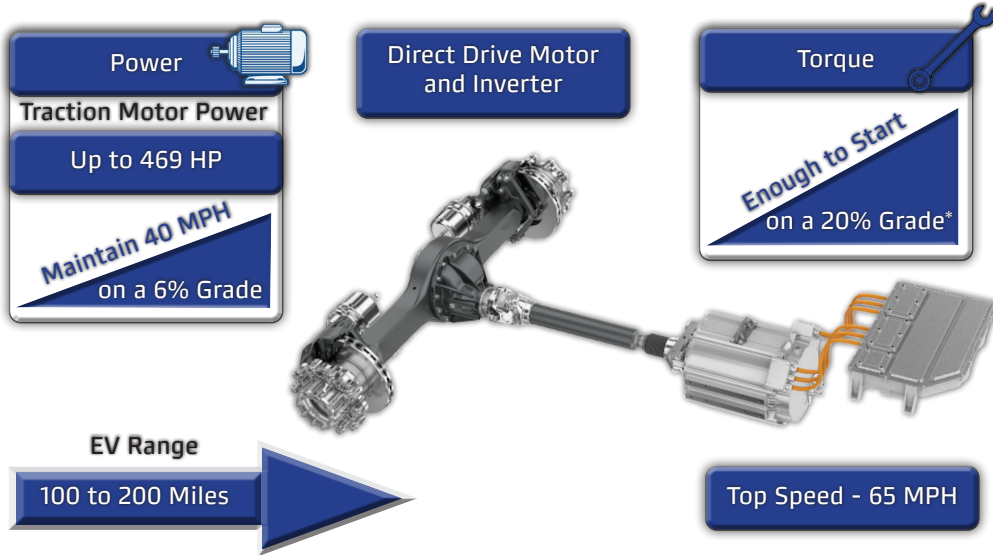 Power
Traction Motor Power
Up to 469 HP
Maintain 40 MPH
on a 6% Grade
Direct Drive Motor
and Inverter
Torque
Enough to Start
on a 20% Grade*
EV Range
100 to 200 Miles
Top Speed - 65 MPH